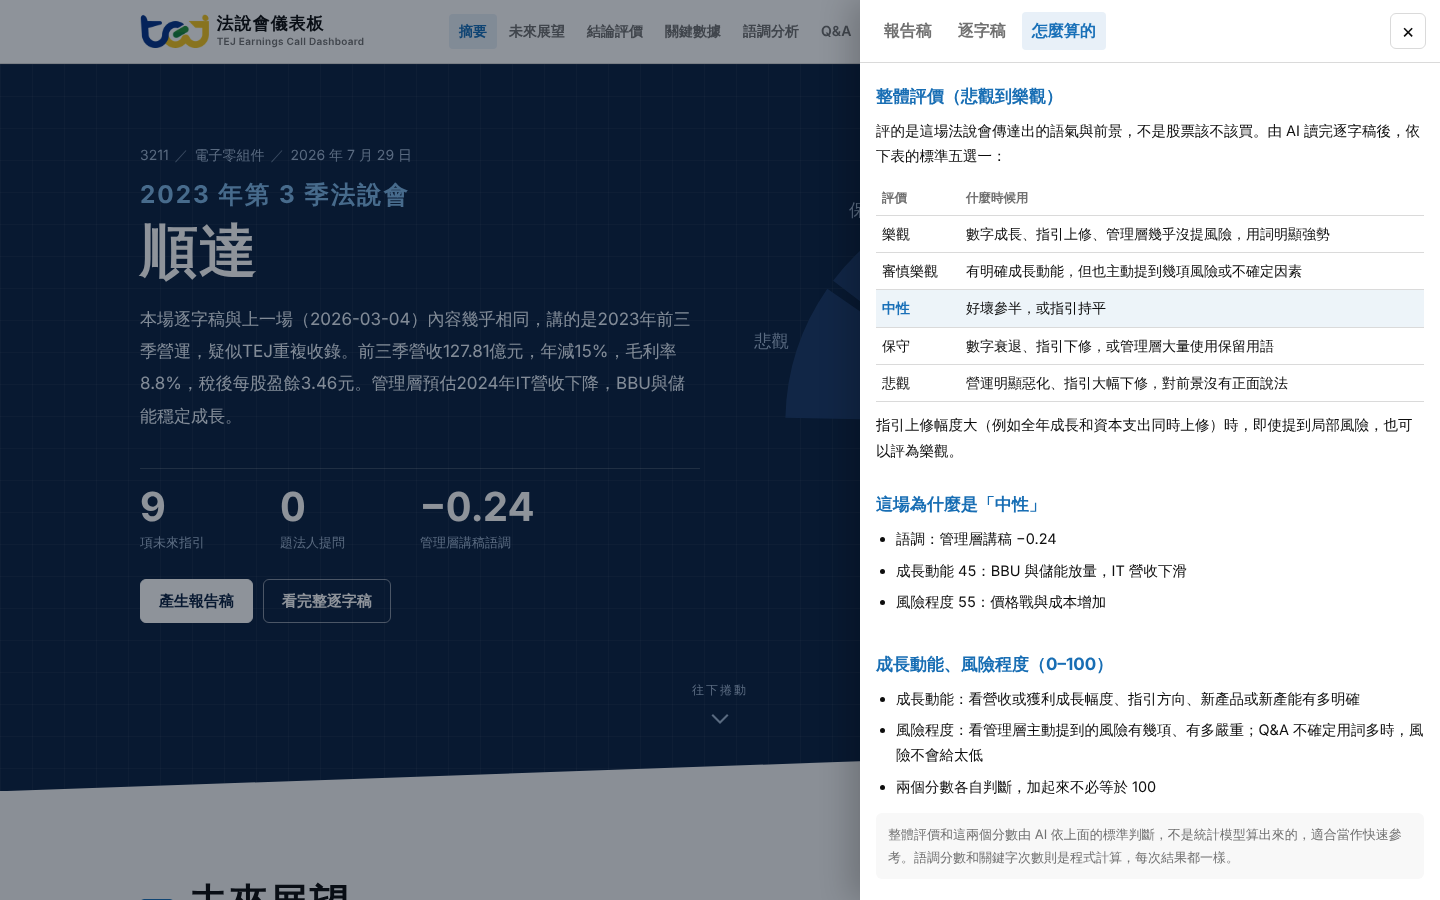 tej 法說會儀表板
TEJ Earnings Call Dashboard
摘要 未來展望 結論評價 關鍵數據 語調分析 Q&A
3211 ／ 電子零組件 ／ 2026 年 7 月 29 日
2023 年第 3 季法說會
順達
本場逐字稿與上一場（2026-03-04）內容幾乎相同，講的是2023年前三
季營運，疑似TEJ重複收錄。前三季營收127.81億元，年減15%，毛利率
8.8%，稅後每股盈餘3.46元。管理層預估2024年IT營收下降，BBU與儲
能穩定成長。
9 0 −0.24
項未來指引 題法人提問 管理層講稿語調
產生報告稿 看完整逐字稿
悲觀
往下捲動
未來展望
報告稿 逐字稿 怎麼算的 ×
整體評價（悲觀到樂觀）
評的是這場法說會傳達出的語氣與前景，不是股票該不該買。由 AI 讀完逐字稿後，依
下表的標準五選一：
評價 什麼時候用
樂觀 數字成長、指引上修、管理層幾乎沒提風險，用詞明顯強勢
審慎樂觀 有明確成長動能，但也主動提到幾項風險或不確定因素
中性 好壞參半，或指引持平
保守 數字衰退、指引下修，或管理層大量使用保留用語
悲觀 營運明顯惡化、指引大幅下修，對前景沒有正面說法
指引上修幅度大（例如全年成長和資本支出同時上修）時，即使提到局部風險，也可
以評為樂觀。
這場為什麼是「中性」
• 語調：管理層講稿 −0.24
• 成長動能 45：BBU 與儲能放量，IT 營收下滑
• 風險程度 55：價格戰與成本增加
成長動能、風險程度（0–100）
• 成長動能：看營收或獲利成長幅度、指引方向、新產品或新產能有多明確
• 風險程度：看管理層主動提到的風險有幾項、有多嚴重；Q&A 不確定用詞多時，風
險不會給太低
• 兩個分數各自判斷，加起來不必等於 100
整體評價和這兩個分數由 AI 依上面的標準判斷，不是統計模型算出來的，適合當作快速參
考。語調分數和關鍵字次數則是程式計算，每次結果都一樣。